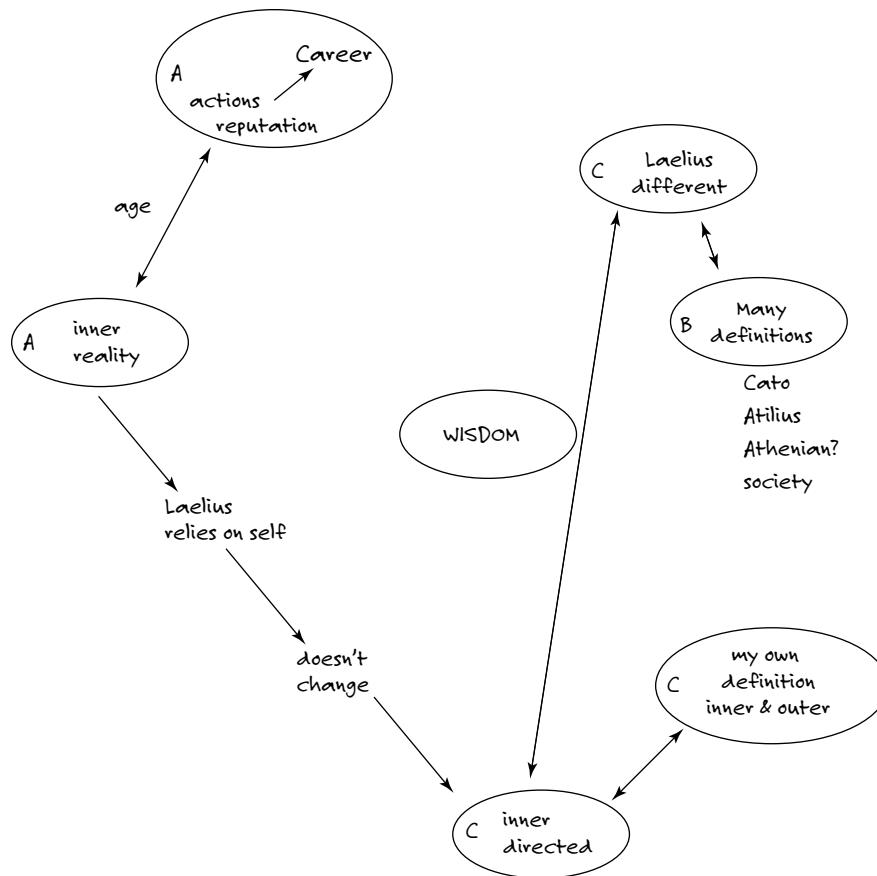 A
Career
actions
reputation
age
A
inner
reality
C
Laelius
different
B
Many
definitions
Cato
Atilius
Athenian?
society
WISDOM
Laelius
relies on self
doesn't
change
C
my own
definition
inner & outer
C
inner
directed